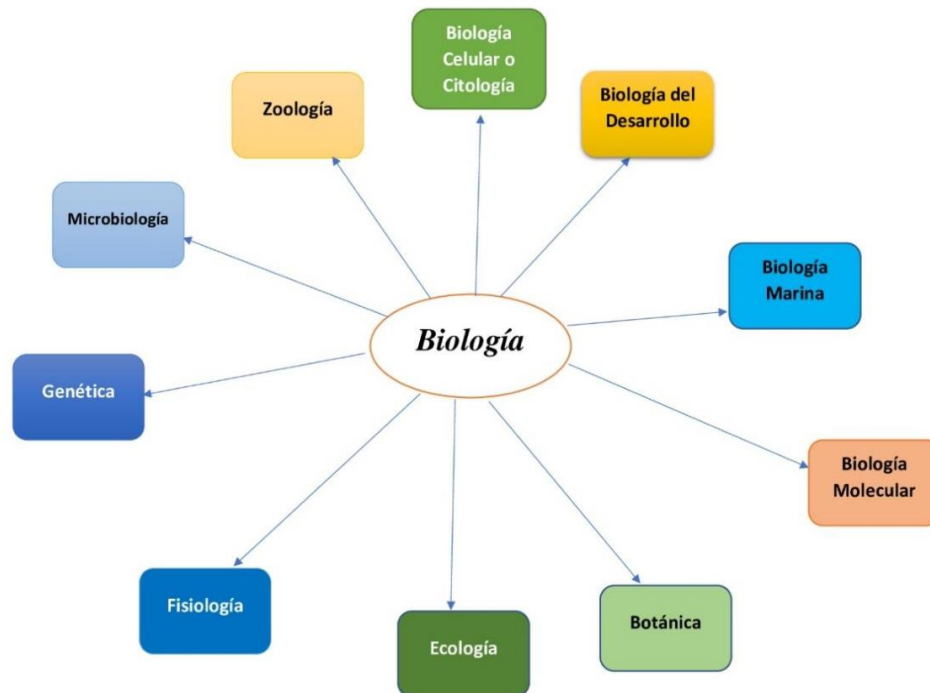 Biología
Celular o
Citología
Zoología
Biología del
Desarrollo
Microbiología
Biología
Marina
Biología
Genética
Biología
Molecular
Fisiología
Ecología
Botánica